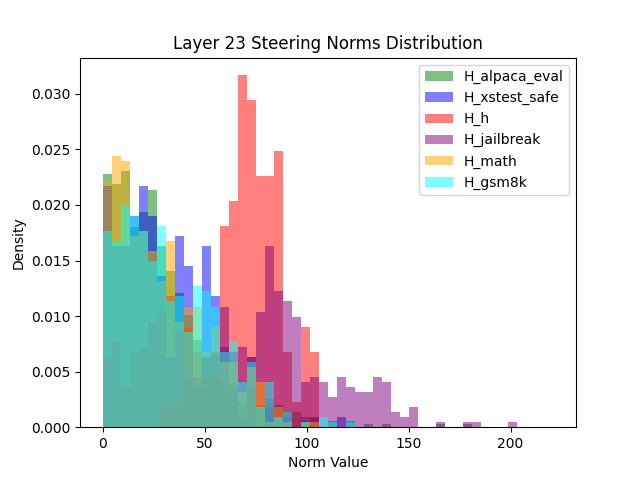 Layer 23 Steering Norms Distribution
H_alpaca_eval
H_xstest_safe
H_h
H_jailbreak
H_math
H_gsm8k
0.030
0.025
0.020
0.015
0.010
0.005
0.000
Density
0 50 100 150 200
Norm Value